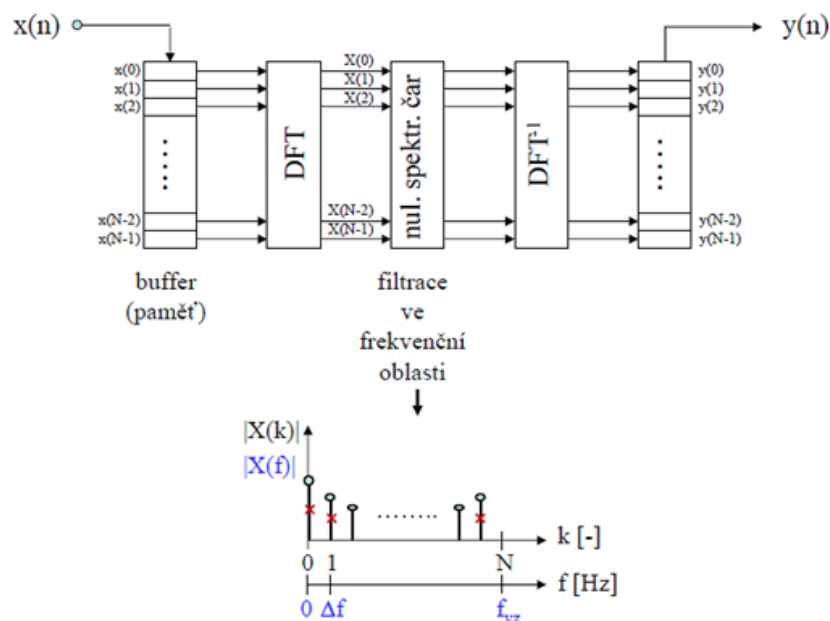 x(n)
y(n)
x(0)
x(1)
x(2)
......
x(N-2)
x(N-1)
DFT
X(0)
X(1)
X(2)
X(N-2)
X(N-1)
nul. spektr. čar
DFT-1
......
y(0)
y(1)
y(2)
y(N-2)
y(N-1)
buffer
(paměť)
filtrace
ve
frekvenční
oblasti
|X(k)|
|X(f)|
........
k [-]
0 1 N
f [Hz]
0 Δf fvz